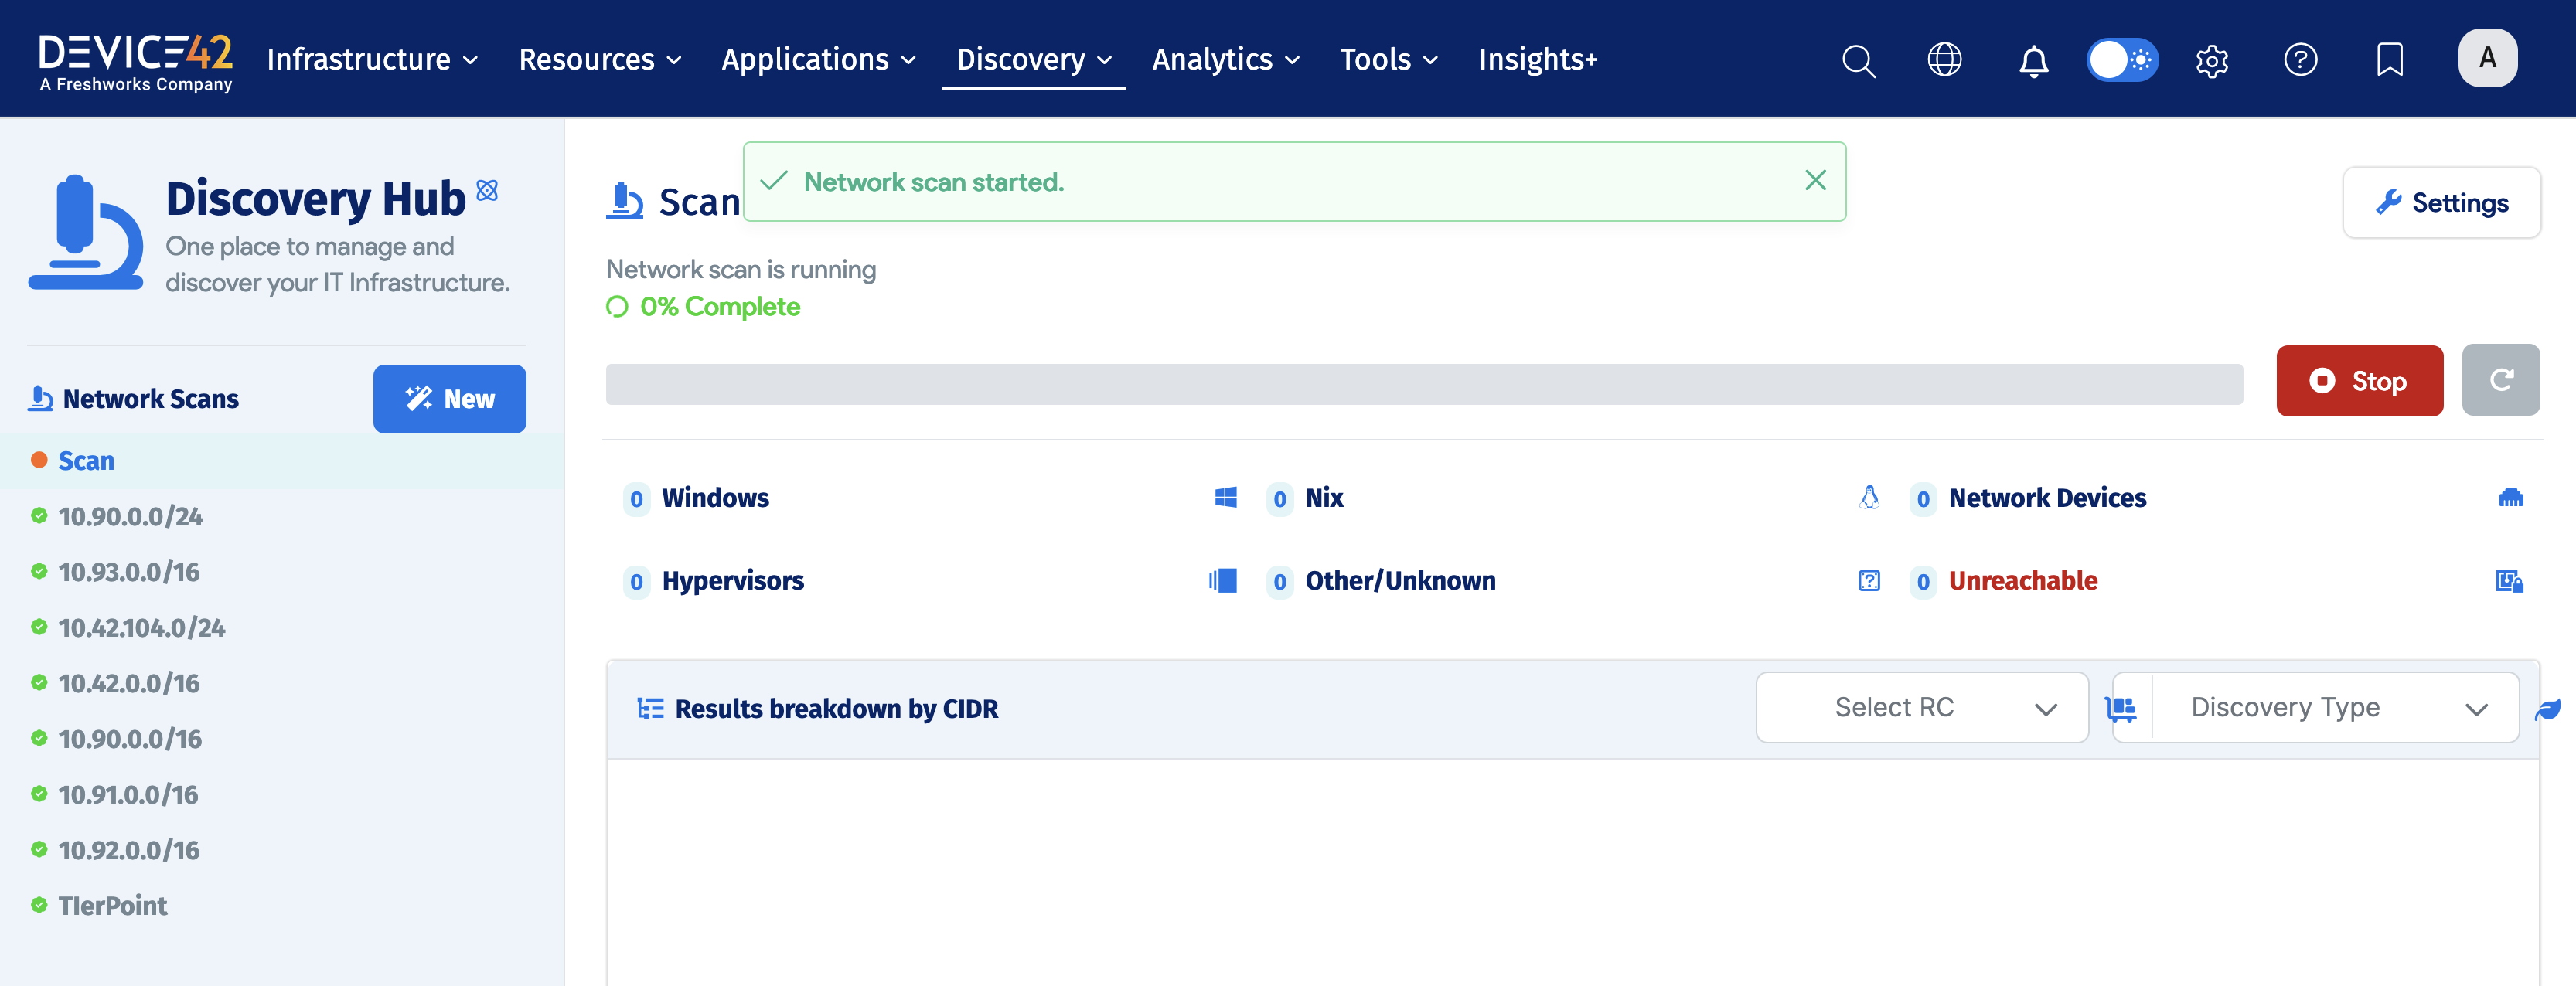 DEVICE42
A Freshworks Company
Infrastructure
Resources
Applications
Discovery
Analytics
Tools
Insights+
A
Discovery Hub
One place to manage and
discover your IT Infrastructure.
Network Scans
New
Scan
10.90.0.0/24
10.93.0.0/16
10.42.104.0/24
10.42.0.0/16
10.90.0.0/16
10.91.0.0/16
10.92.0.0/16
TIerPoint
Scan
Network scan started.
Settings
Network scan is running
0% Complete
Stop
0 Windows
0 Nix
0 Network Devices
0 Hypervisors
0 Other/Unknown
0 Unreachable
Results breakdown by CIDR
Select RC
Discovery Type